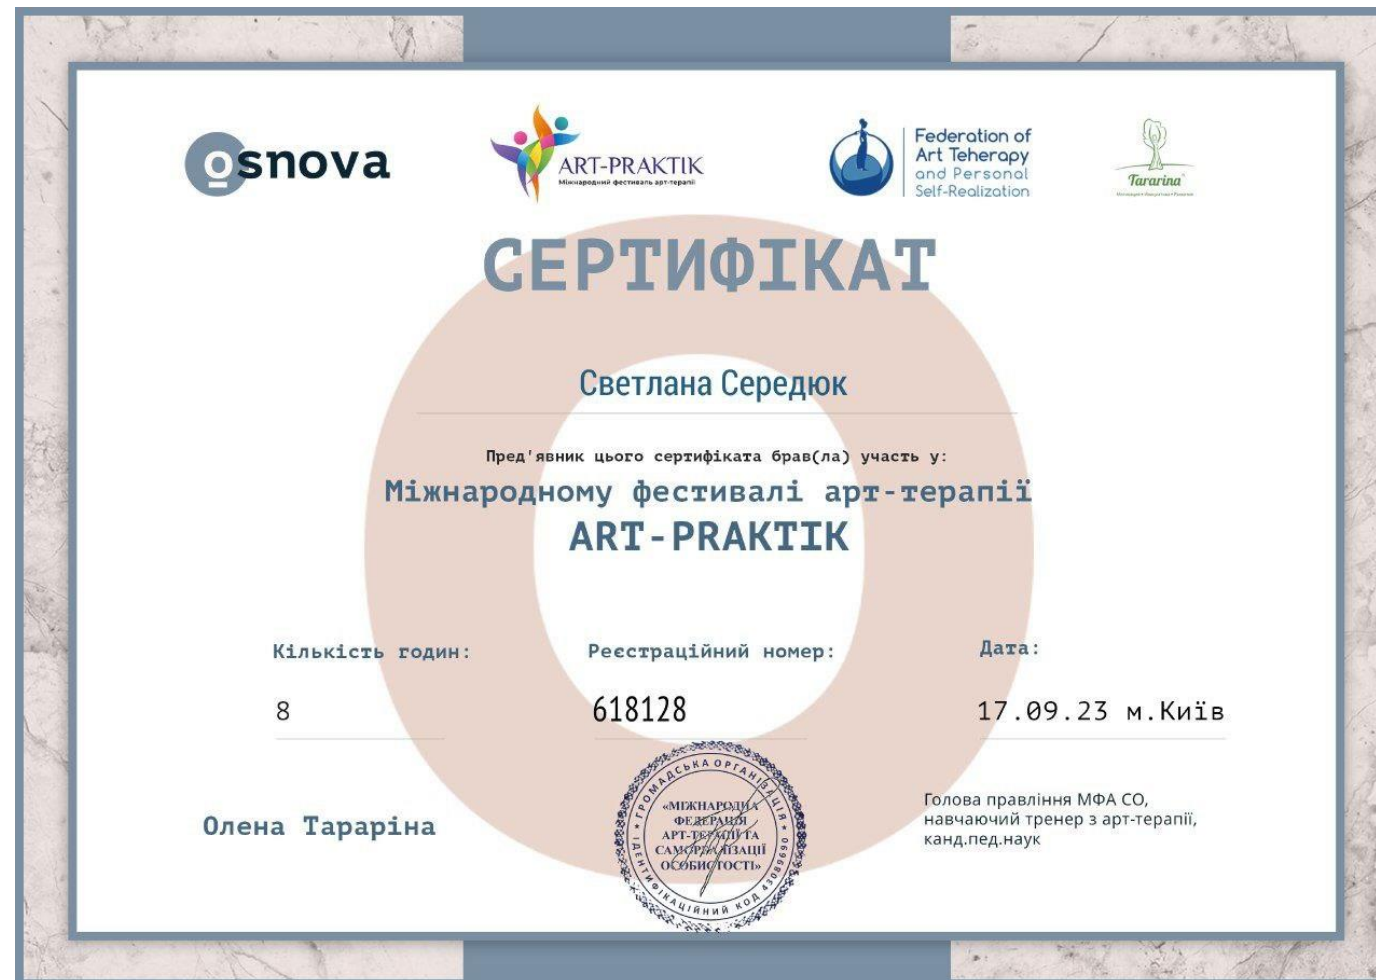 osnova
ART-PRAKTIK
Міжнародний фестиваль арт-терапії
Federation of
Art Teherapy
and Personal
Self-Realization
Tararina
СЕРТИФІКАТ
Светлана Середюк
Пред'явник цього сертифіката брав(ла) участь у:
Міжнародному фестивалі арт-терапії
ART-PRAKTIK
Кількість годин:
Реєстраційний номер:
Дата:
8
618128
17.09.23 м.Київ
Олена Тараріна
ГРОМАДСЬКА ОРГАНІЗАЦІЯ
ІДЕНТИФІКАЦІЙНИЙ КОД 43089690
«МІЖНАРОДНА
ФЕДЕРАЦІЯ
АРТ-ТЕРАПІЇ ТА
САМОРЕАЛІЗАЦІЇ
ОСОБИСТОСТІ»
Голова правління МФА СО,
навчаючий тренер з арт-терапії,
канд.пед.наук